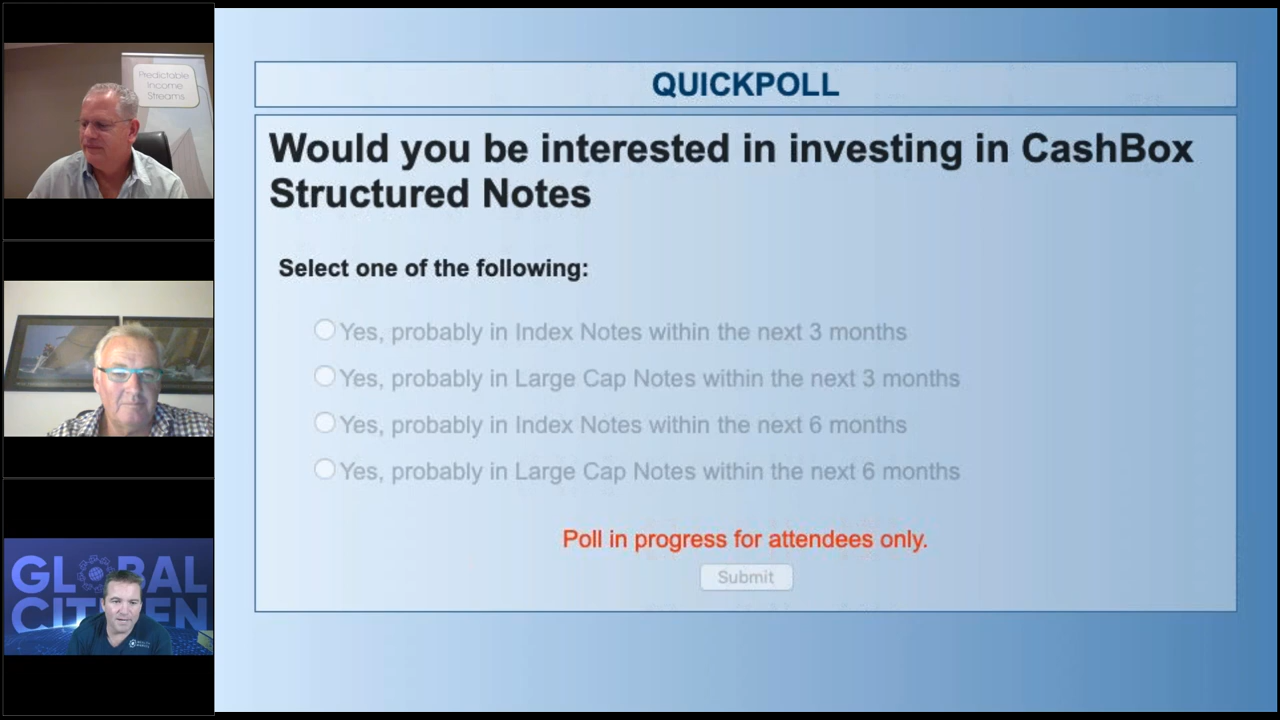 Predictable
Income
Streams
GLOBAL
CITIZEN
QUICKPOLL
Would you be interested in investing in CashBox
Structured Notes
Select one of the following:
Yes, probably in Index Notes within the next 3 months
Yes, probably in Large Cap Notes within the next 3 months
Yes, probably in Index Notes within the next 6 months
Yes, probably in Large Cap Notes within the next 6 months
Poll in progress for attendees only.
Submit